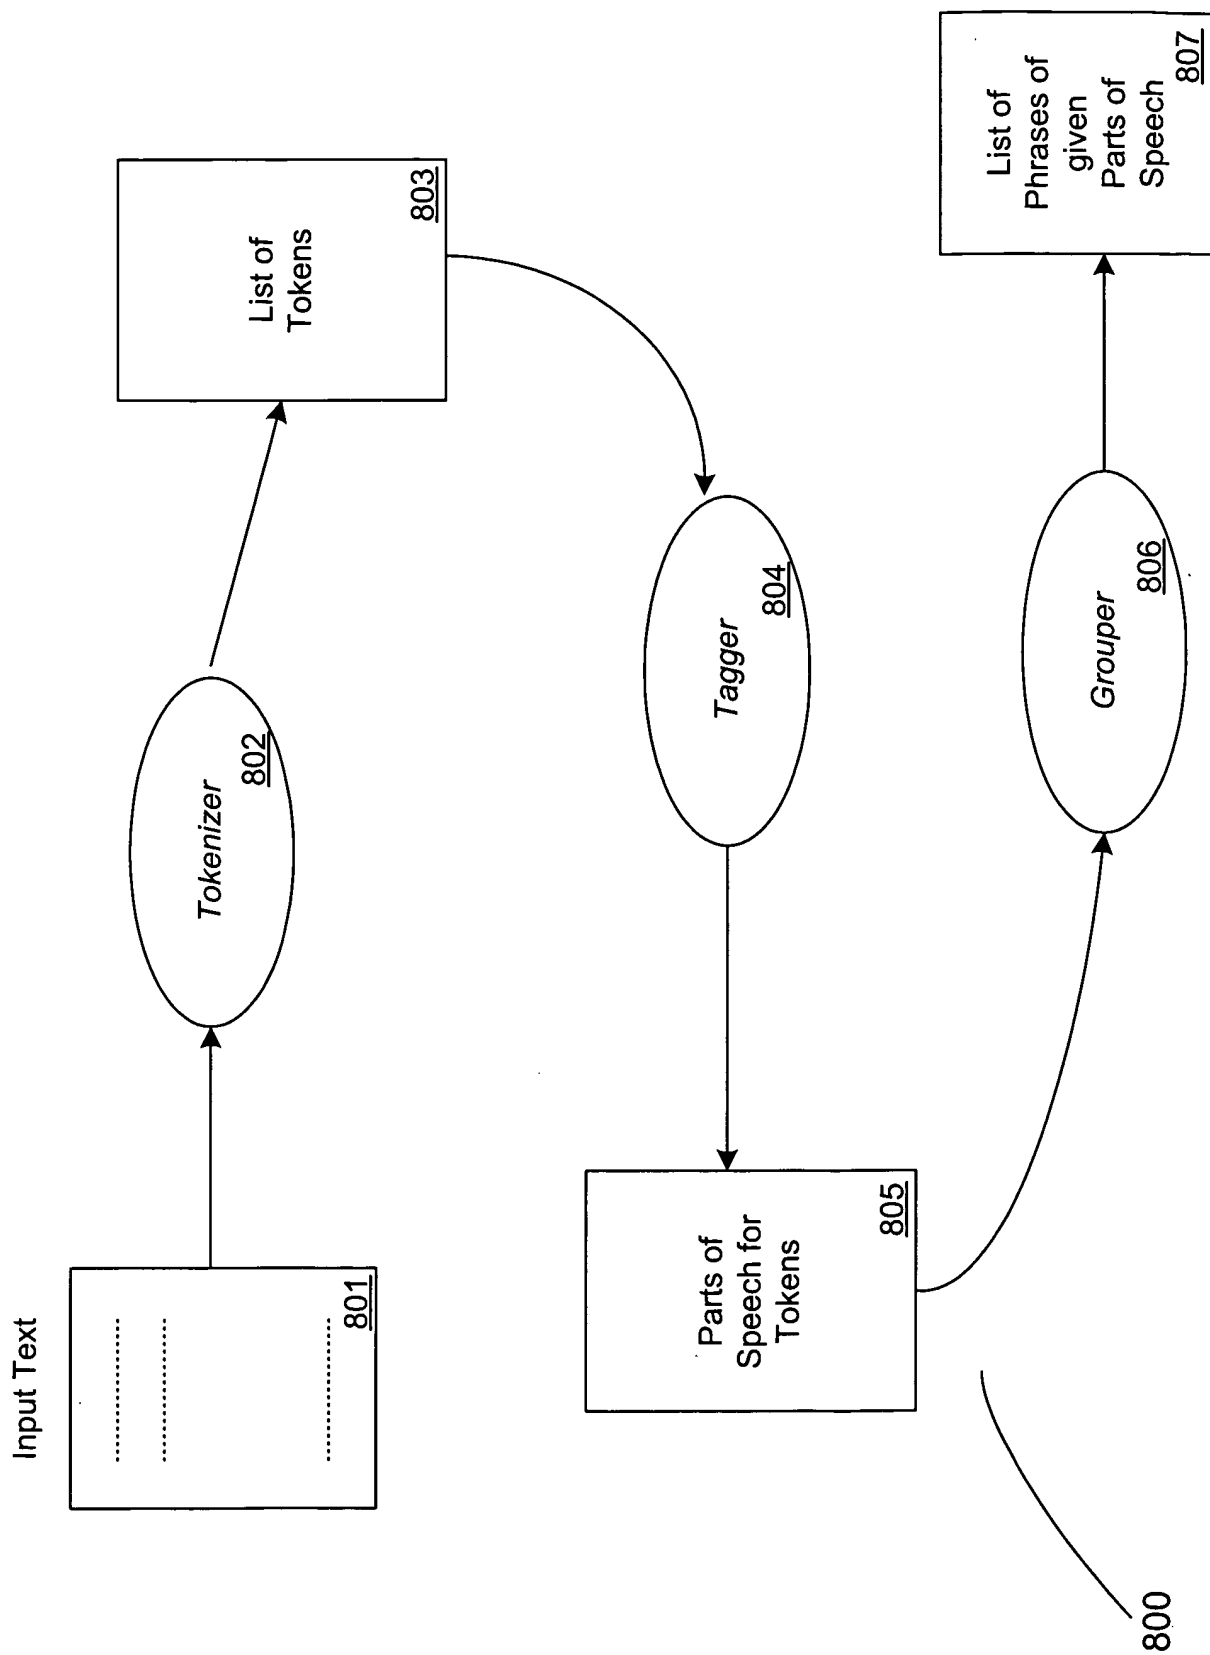 Input Text
801
Tokenizer
802
List of
Tokens
803
Tagger
804
Parts of
Speech for
Tokens
805
Grouper
806
List of
Phrases of
given
Parts of
Speech
807
800